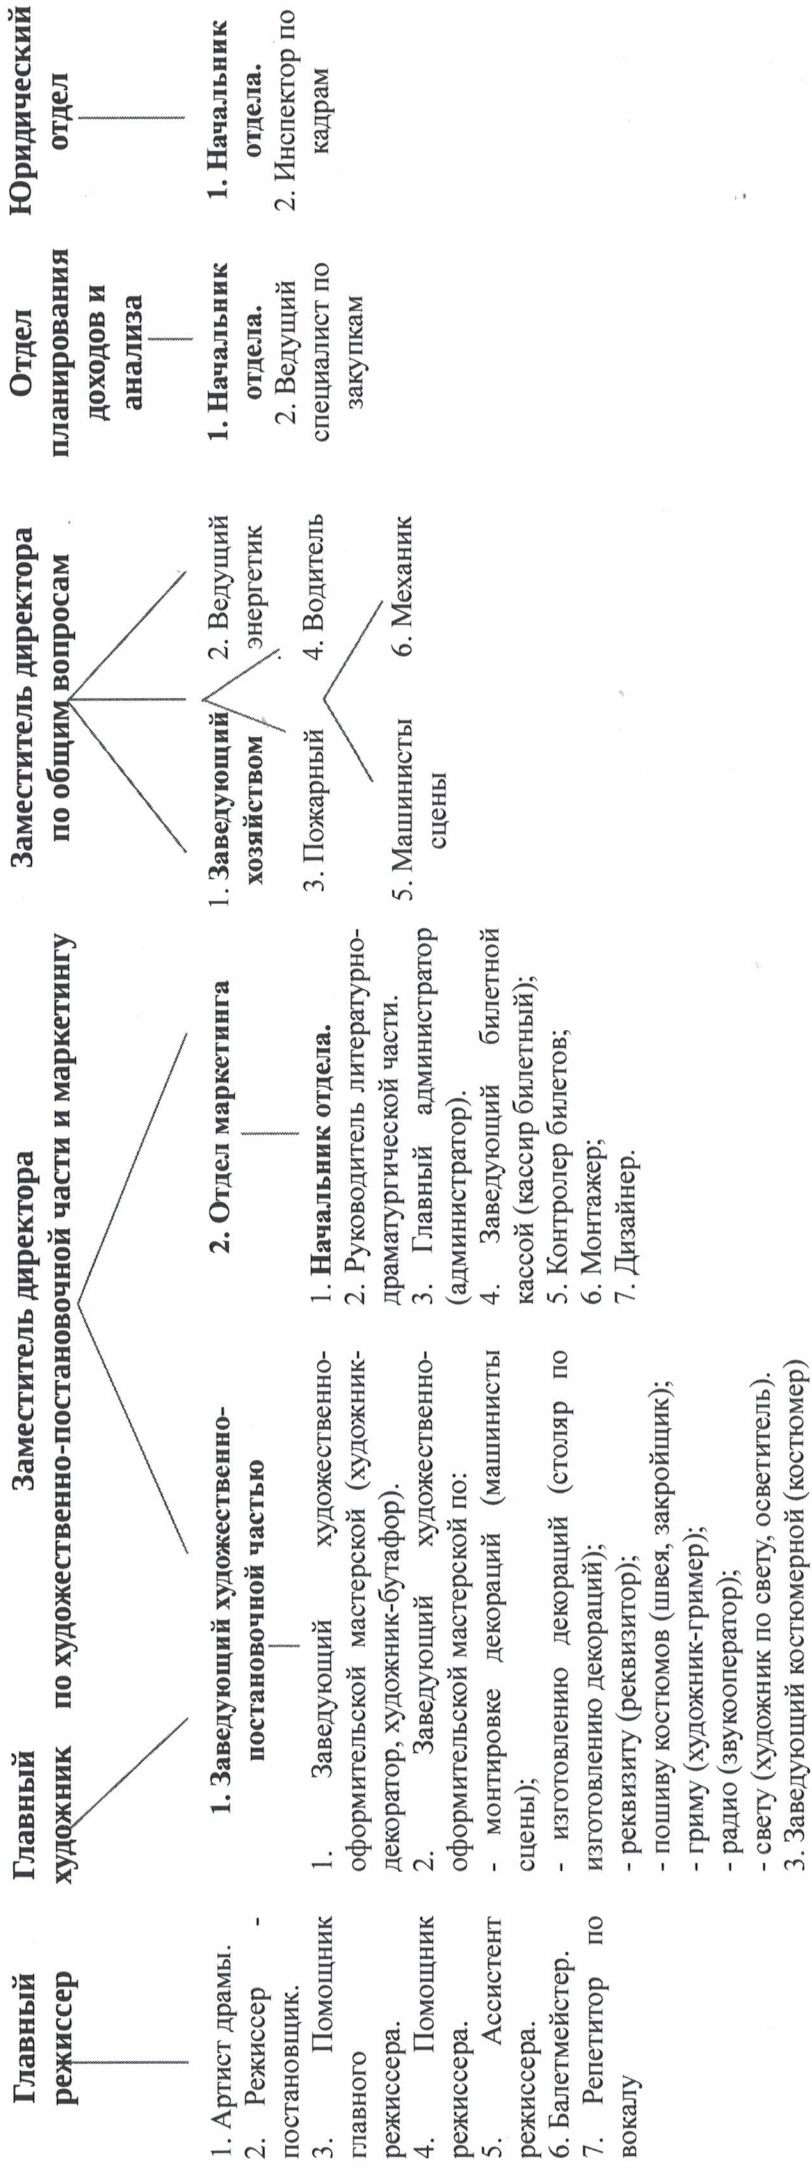 Главный
режиссер
1. Артист драмы.
2. Режиссер -
постановщик.
3. Помощник
главного
режиссера.
4. Помощник
режиссера.
5. Ассистент
режиссера.
6. Балетмейстер.
7. Репетитор по
вокалу
Главный
художник
Заместитель директора
по художественно-постановочной части и маркетингу
1. Заведующий художественно-
постановочной частью
1. Заведующий художественно-
оформительской мастерской (художник-
декоратор, художник-бутафор).
2. Заведующий художественно-
оформительской мастерской по:
- монтировке декораций (машинисты
сцены);
- изготовлению декораций (столяр по
изготовлению декораций);
- реквизиту (реквизитор);
- пошиву костюмов (швея, закройщик);
- гриму (художник-гример);
- радио (звукооператор);
- свету (художник по свету, осветитель).
3. Заведующий костюмерной (костюмер)
2. Отдел маркетинга
1. Начальник отдела.
2. Руководитель литературно-
драматургической части.
3. Главный администратор
(администратор).
4. Заведующий билетной
кассой (кассир билетный);
5. Контролер билетов;
6. Монтажер;
7. Дизайнер.
Заместитель директора
по общим вопросам
1. Заведующий
хозяйством
2. Ведущий
энергетик
3. Пожарный
4. Водитель
5. Машинисты
сцены
6. Механик
Отдел
планирования
доходов и
анализа
1. Начальник
отдела.
2. Ведущий
специалист по
закупкам
Юридический
отдел
1. Начальник
отдела.
2. Инспектор по
кадрам